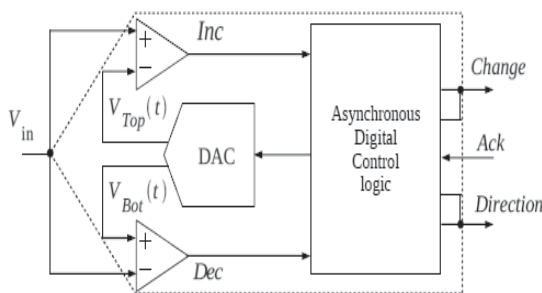 Inc
Change
V_Top(t)
V_in
DAC
Asynchronous
Digital
Control
logic
Ack
V_Bot(t)
Direction
Dec
+
−
+
−